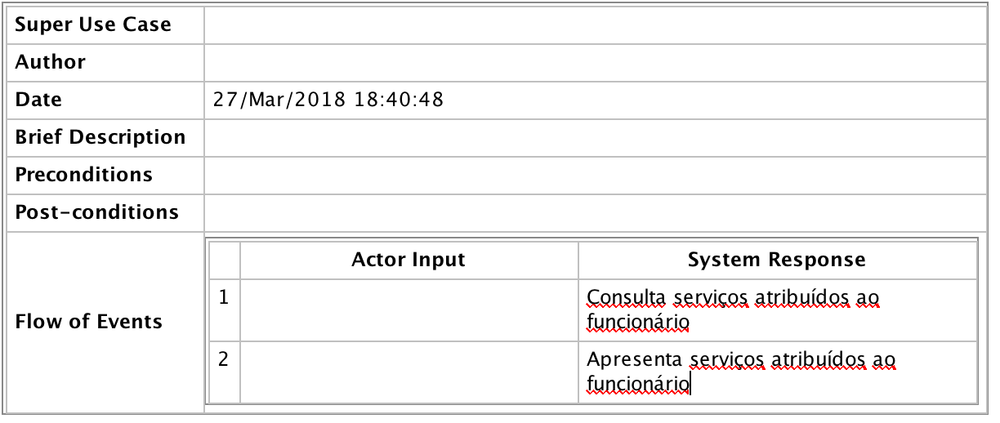 Super Use Case
Author
Date 27/Mar/2018 18:40:48
Brief Description
Preconditions
Post-conditions
Flow of Events
Actor Input System Response
1 Consulta serviços atribuídos ao
funcionário
2 Apresenta serviços atribuídos ao
funcionário